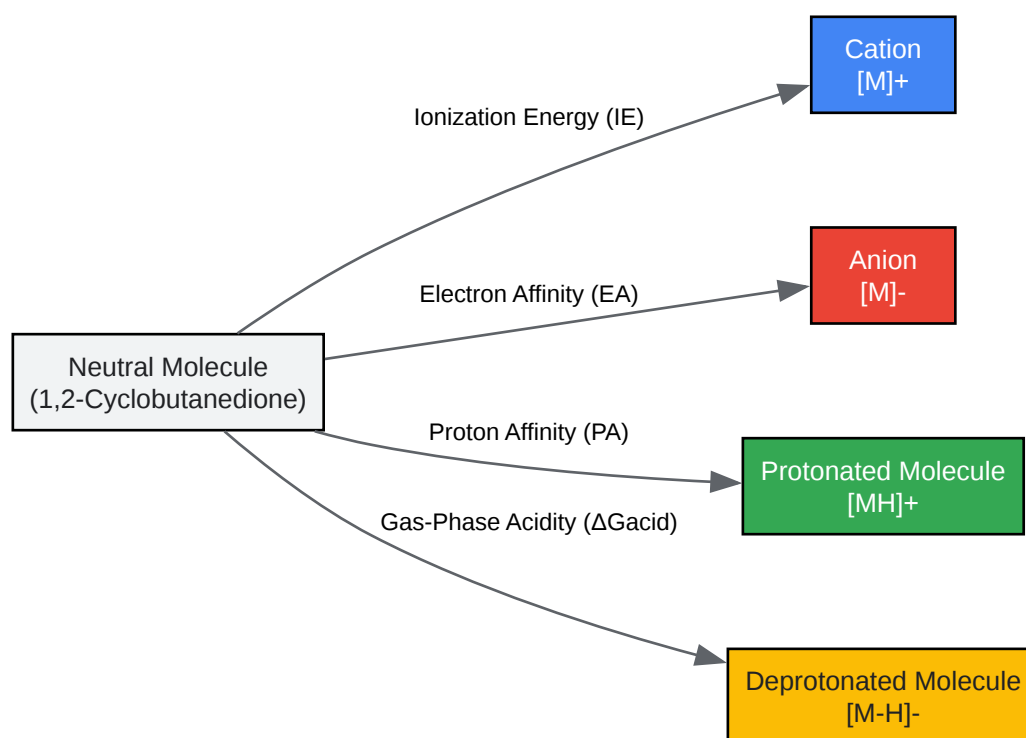 Cation
[M]+
Ionization Energy (IE)
Anion
[M]-
Electron Affinity (EA)
Neutral Molecule
(1,2-Cyclobutanedione)
Proton Affinity (PA)
Protonated Molecule
[MH]+
Gas-Phase Acidity (ΔGacid)
Deprotonated Molecule
[M-H]-